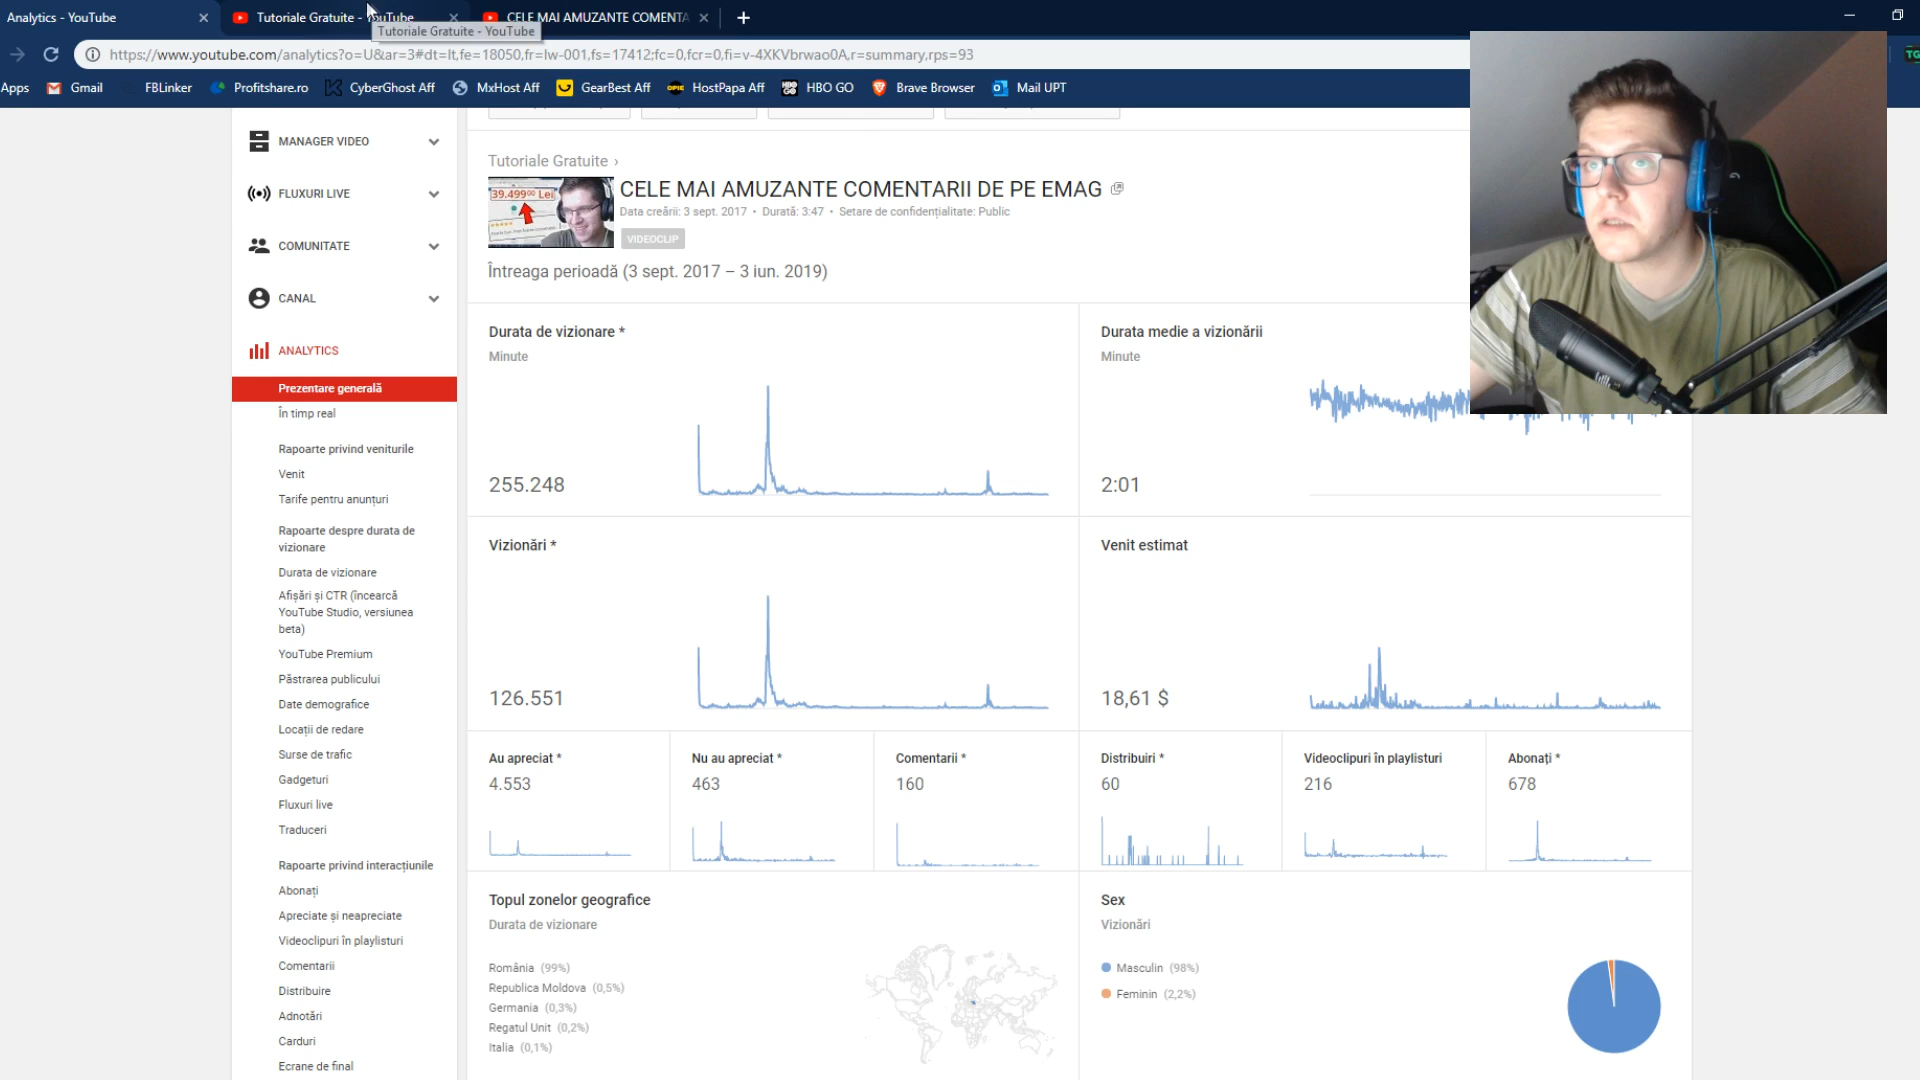 Analytics - YouTube
Tutoriale Gratuite - YouTube
CELE MAI AMUZANTE COMENTA
Tutoriale Gratuite - YouTube
https://www.youtube.com/analytics?o=U&ar=3#dt=lt,fe=18050,fr=lw-001,fs=17412;fc=0,fcr=0,fi=v-4XKVbrwao0A,r=summary,rps=93
Apps
Gmail
FBLinker
Profitshare.ro
CyberGhost Aff
MxHost Aff
GearBest Aff
HostPapa Aff
HBO GO
Brave Browser
Mail UPT
MANAGER VIDEO
FLUXURI LIVE
COMUNITATE
CANAL
ANALYTICS
Prezentare generală
În timp real
Rapoarte privind veniturile
Venit
Tarife pentru anunțuri
Rapoarte despre durata de
vizionare
Durata de vizionare
Afișări și CTR (încearcă
YouTube Studio, versiunea
beta)
YouTube Premium
Păstrarea publicului
Date demografice
Locații de redare
Surse de trafic
Gadgeturi
Fluxuri live
Traduceri
Rapoarte privind interacțiunile
Abonați
Apreciate și neapreciate
Videoclipuri în playlisturi
Comentarii
Distribuire
Adnotări
Carduri
Ecrane de final
Tutoriale Gratuite ›
39.499⁰⁰ Lei
CELE MAI AMUZANTE COMENTARII DE PE EMAG
Data creării: 3 sept. 2017 • Durată: 3:47 • Setare de confidențialitate: Public
VIDEOCLIP
Întreaga perioadă (3 sept. 2017 – 3 iun. 2019)
Durata de vizionare *
Minute
255.248
Durata medie a vizionării
Minute
2:01
Vizionări *
126.551
Venit estimat
18,61 $
Au apreciat *
4.553
Nu au apreciat *
463
Comentarii *
160
Distribuiri *
60
Videoclipuri în playlisturi
216
Abonați *
678
Topul zonelor geografice
Durata de vizionare
România (99%)
Republica Moldova (0,5%)
Germania (0,3%)
Regatul Unit (0,2%)
Italia (0,1%)
Sex
Vizionări
Masculin (98%)
Feminin (2,2%)